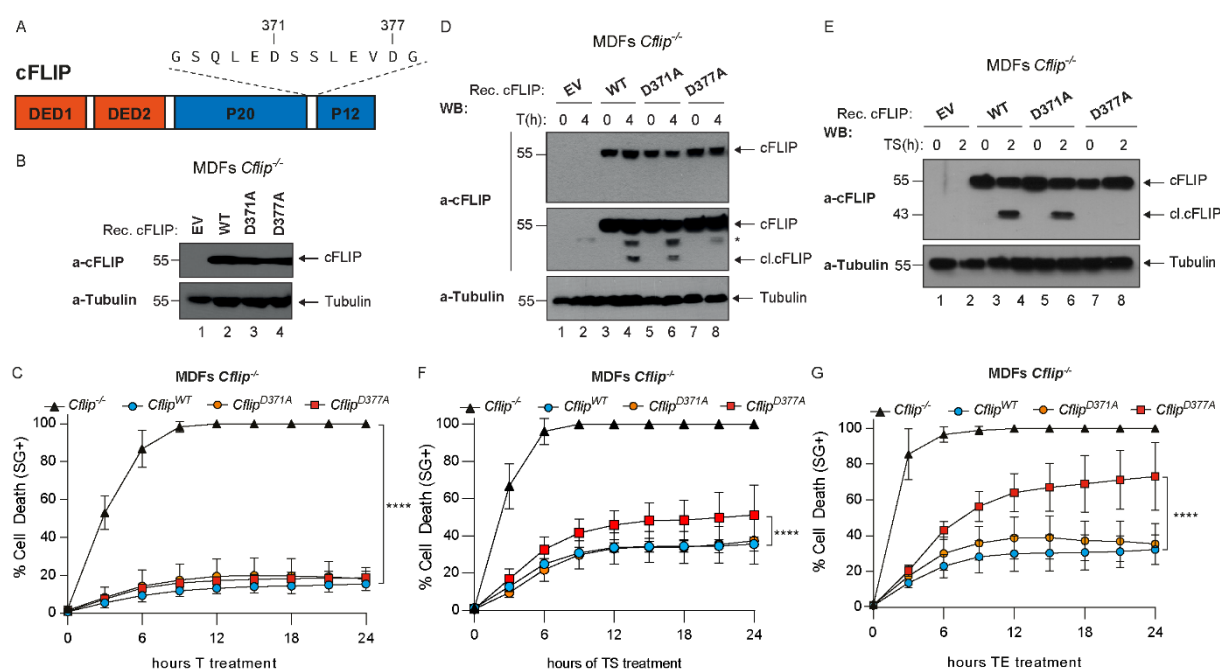 A
371
377
G S Q L E D S S L E V D G
cFLIP
DED1
DED2
P20
P12
B
MDFs Cflip-/-
Rec. cFLIP:
EV
WT
D371A
D377A
a-cFLIP
55
cFLIP
a-Tubulin
55
Tubulin
1 2 3 4
D
MDFs Cflip-/-
Rec. cFLIP:
EV
WT
D371A
D377A
WB:
T(h):
0 4 0 4 0 4 0 4
55
cFLIP
a-cFLIP
55
cFLIP
*
cl.cFLIP
a-Tubulin
55
Tubulin
1 2 3 4 5 6 7 8
E
MDFs Cflip-/-
Rec. cFLIP:
EV
WT
D371A
D377A
WB:
TS(h):
0 2 0 2 0 2 0 2
a-cFLIP
55
cFLIP
43
cl.cFLIP
a-Tubulin
55
Tubulin
1 2 3 4 5 6 7 8
C
MDFs Cflip-/-
Cflip-/-
CflipWT
CflipD371A
CflipD377A
% Cell Death (SG+)
100
80
60
40
20
0
****
0 6 12 18 24
hours T treatment
F
MDFs Cflip-/-
Cflip-/-
CflipWT
CflipD371A
CflipD377A
% Cell Death (SG+)
100
80
60
40
20
0
****
0 6 12 18 24
hours of TS treatment
G
MDFs Cflip-/-
Cflip-/-
CflipWT
CflipD371A
CflipD377A
% Cell Death (SG+)
100
80
60
40
20
0
****
0 6 12 18 24
hours TE treatment